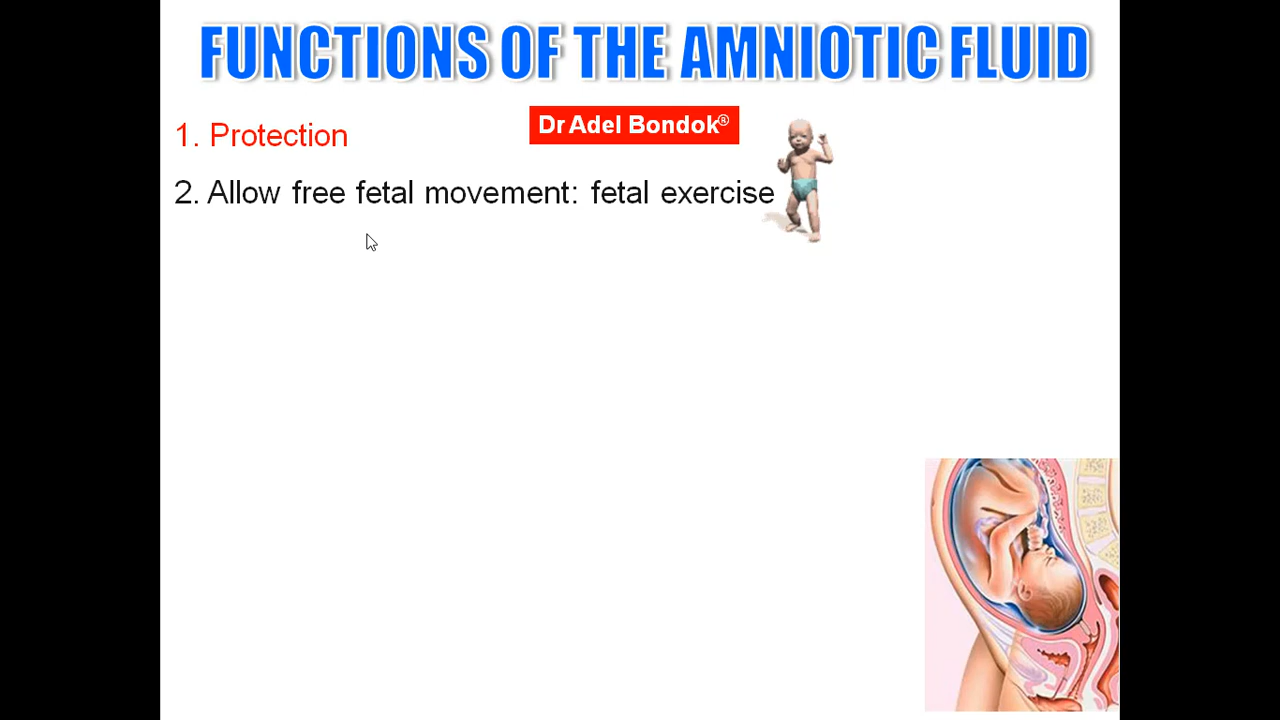 FUNCTIONS OF THE AMNIOTIC FLUID
Dr Adel Bondok®
1. Protection
2. Allow free fetal movement: fetal exercise